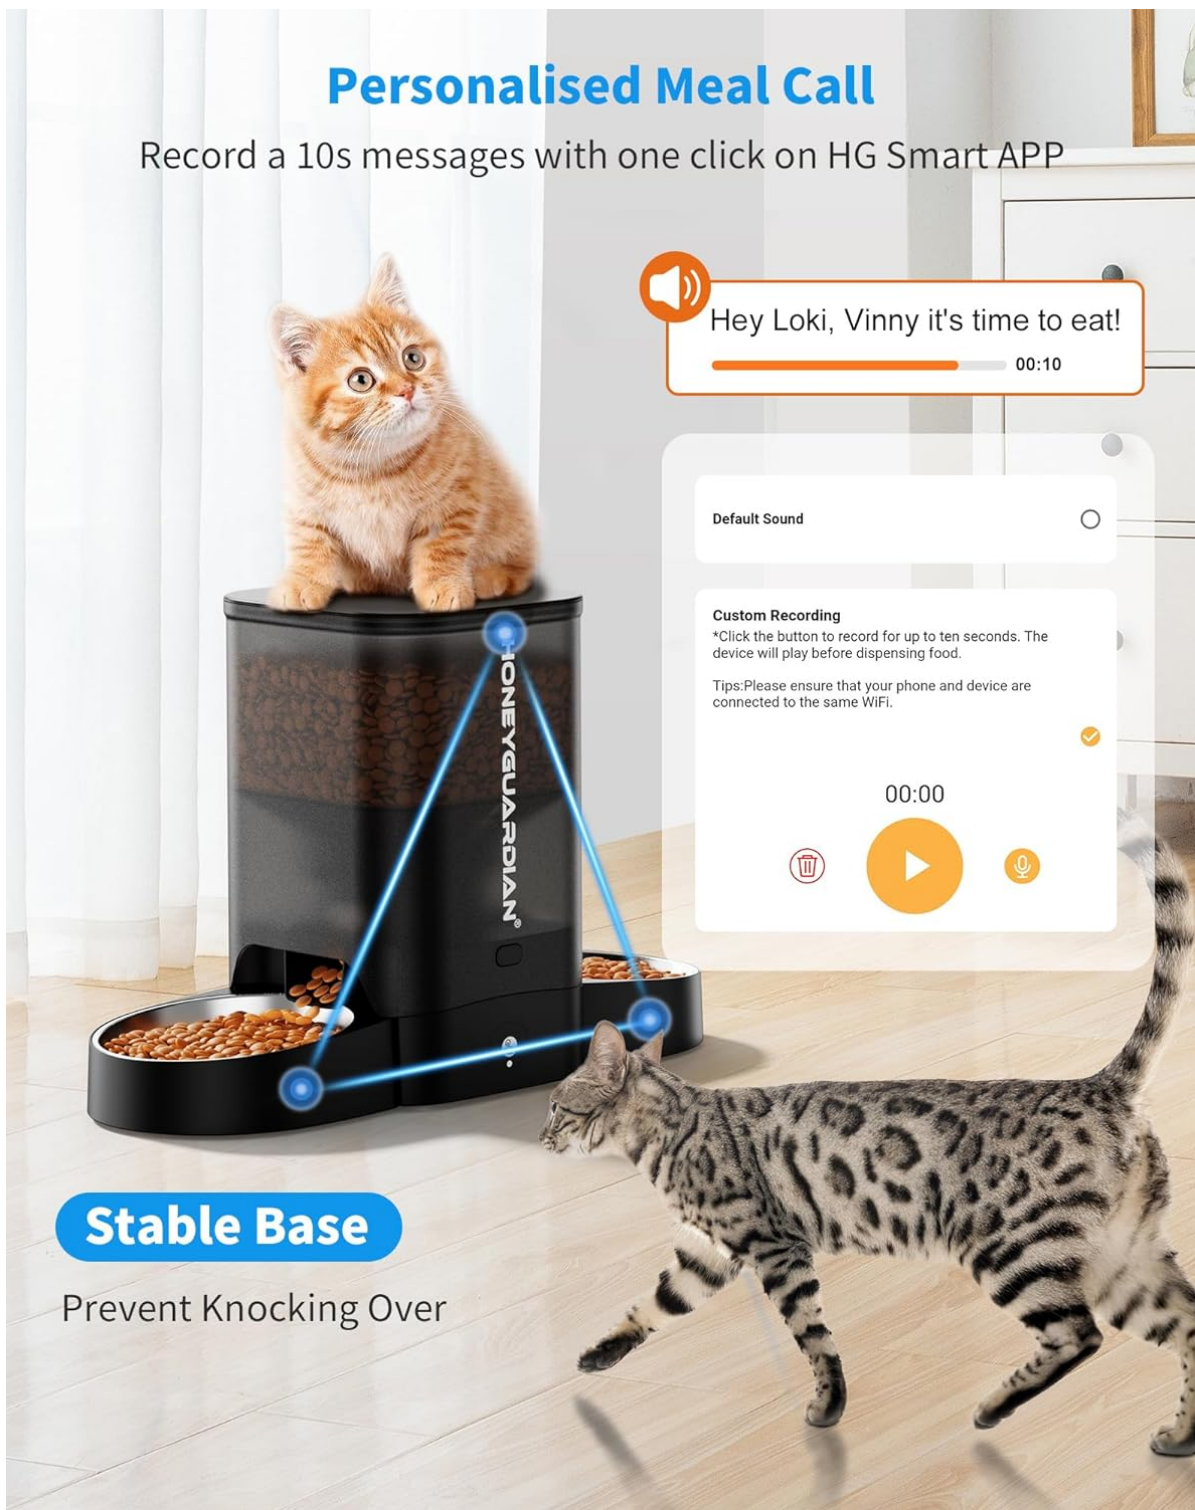 Personalised Meal Call
Record a 10s messages with one click on HG Smart APP
Hey Loki, Vinny it's time to eat!
00:10
Default Sound
Custom Recording
*Click the button to record for up to ten seconds. The
device will play before dispensing food.
Tips:Please ensure that your phone and device are
connected to the same WiFi.
00:00
HONEYGUARDIAN®
Stable Base
Prevent Knocking Over